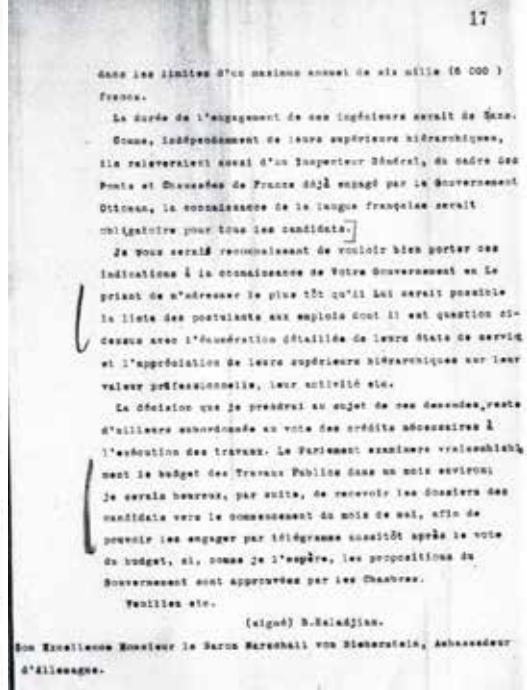 17
dans les limites d'un maximum annuel de six mille (6 000 )
francs.
La durée de l'engagement de ces ingénieurs serait de 5ans.
Comme, indépendamment de leurs supérieurs hiérarchiques,
ils relèveraient aussi d'un Inspecteur Général, du cadre des
Ponts et Chaussées de France déjà engagé par le Gouvernement
Ottoman, la connaissance de la langue française serait
obligatoire pour tous les candidats.]
Je vous serais reconnaissant de vouloir bien porter ces
indications à la connaissance de Votre Gouvernement en Le
priant de m'adresser le plus tôt qu'il Lui serait possible
la liste des postulants aux emplois dont il est question ci-
dessus avec l'énumération détaillée de leurs états de servic
et l'appréciation de leurs supérieurs hiérarchiques sur leur
valeur professionnelle, leur activité etc.
La décision que je prendrai au sujet de ces demandes,reste
d'ailleurs subordonnée au vote des crédits nécessaires à
l'exécution des travaux. Le Parlement examinera vraisemblabl
ment le budget des Travaux Publics dans un mois environ;
je serais heureux, par suite, de recevoir les dossiers des
candidats vers le commencement du mois de mai, afin de
pouvoir les engager par télégramme aussitôt après le vote
du budget, si, comme je l'espère, les propositions du
Gouvernement sont approuvées par les Chambres.
Veuillez etc.
(signé) B.Haladjian.
Son Excellence Monsieur le Baron Marschall von Bieberstein, Ambassadeur
d'Allemagne.